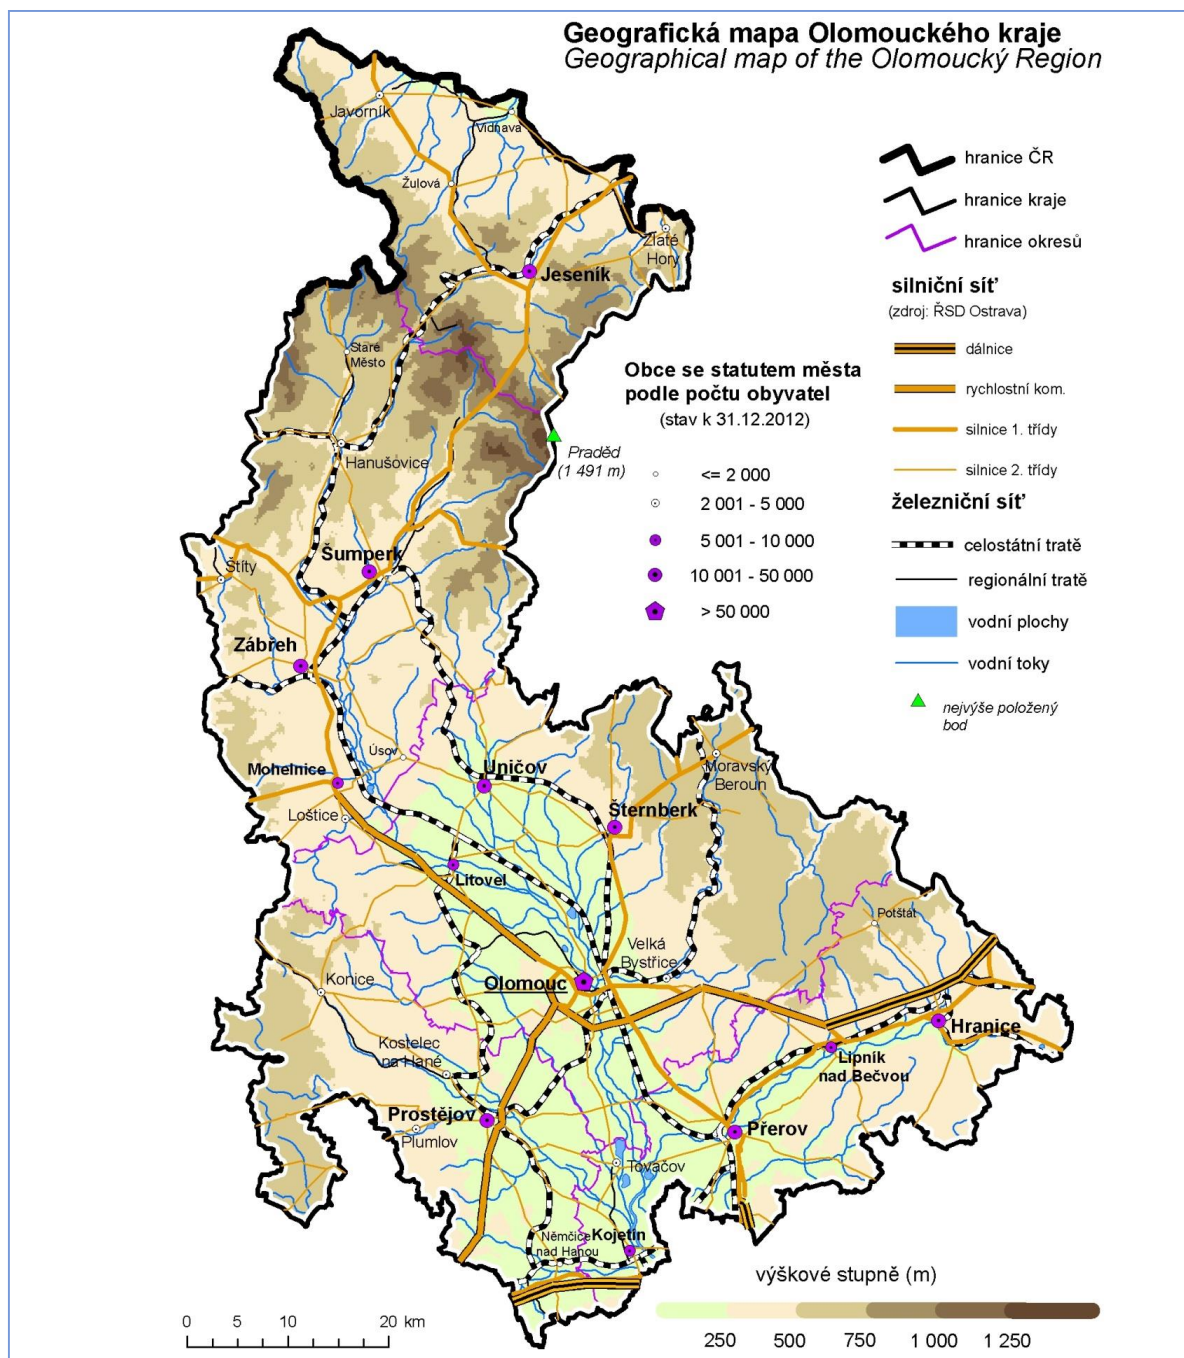 Geografická mapa Olomouckého kraje
Geographical map of the Olomoucký Region
hranice ČR
hranice kraje
hranice okresů
silniční síť
(zdroj: ŘSD Ostrava)
dálnice
rychlostní kom.
silnice 1. třídy
silnice 2. třídy
železniční síť
celostátní tratě
regionální tratě
vodní plochy
vodní toky
nejvýše položený
bod
Obce se statutem města
podle počtu obyvatel
(stav k 31.12.2012)
<= 2 000
2 001 - 5 000
5 001 - 10 000
10 001 - 50 000
> 50 000
Javorník
Vidnava
Žulová
Zlaté
Hory
Jeseník
Staré
Město
Hanušovice
Praděd
(1 491 m)
Šumperk
Štíty
Zábřeh
Úsov
Mohelnice
Uničov
Moravský
Beroun
Loštice
Šternberk
Litovel
Potštát
Velká
Bystřice
Konice
Olomouc
Hranice
Kostelec
na Hané
Lipník
nad Bečvou
Prostějov
Přerov
Plumlov
Tovačov
Němčice
nad Hanou
Kojetín
výškové stupně (m)
250 500 750 1 000 1 250
0 5 10 20 km